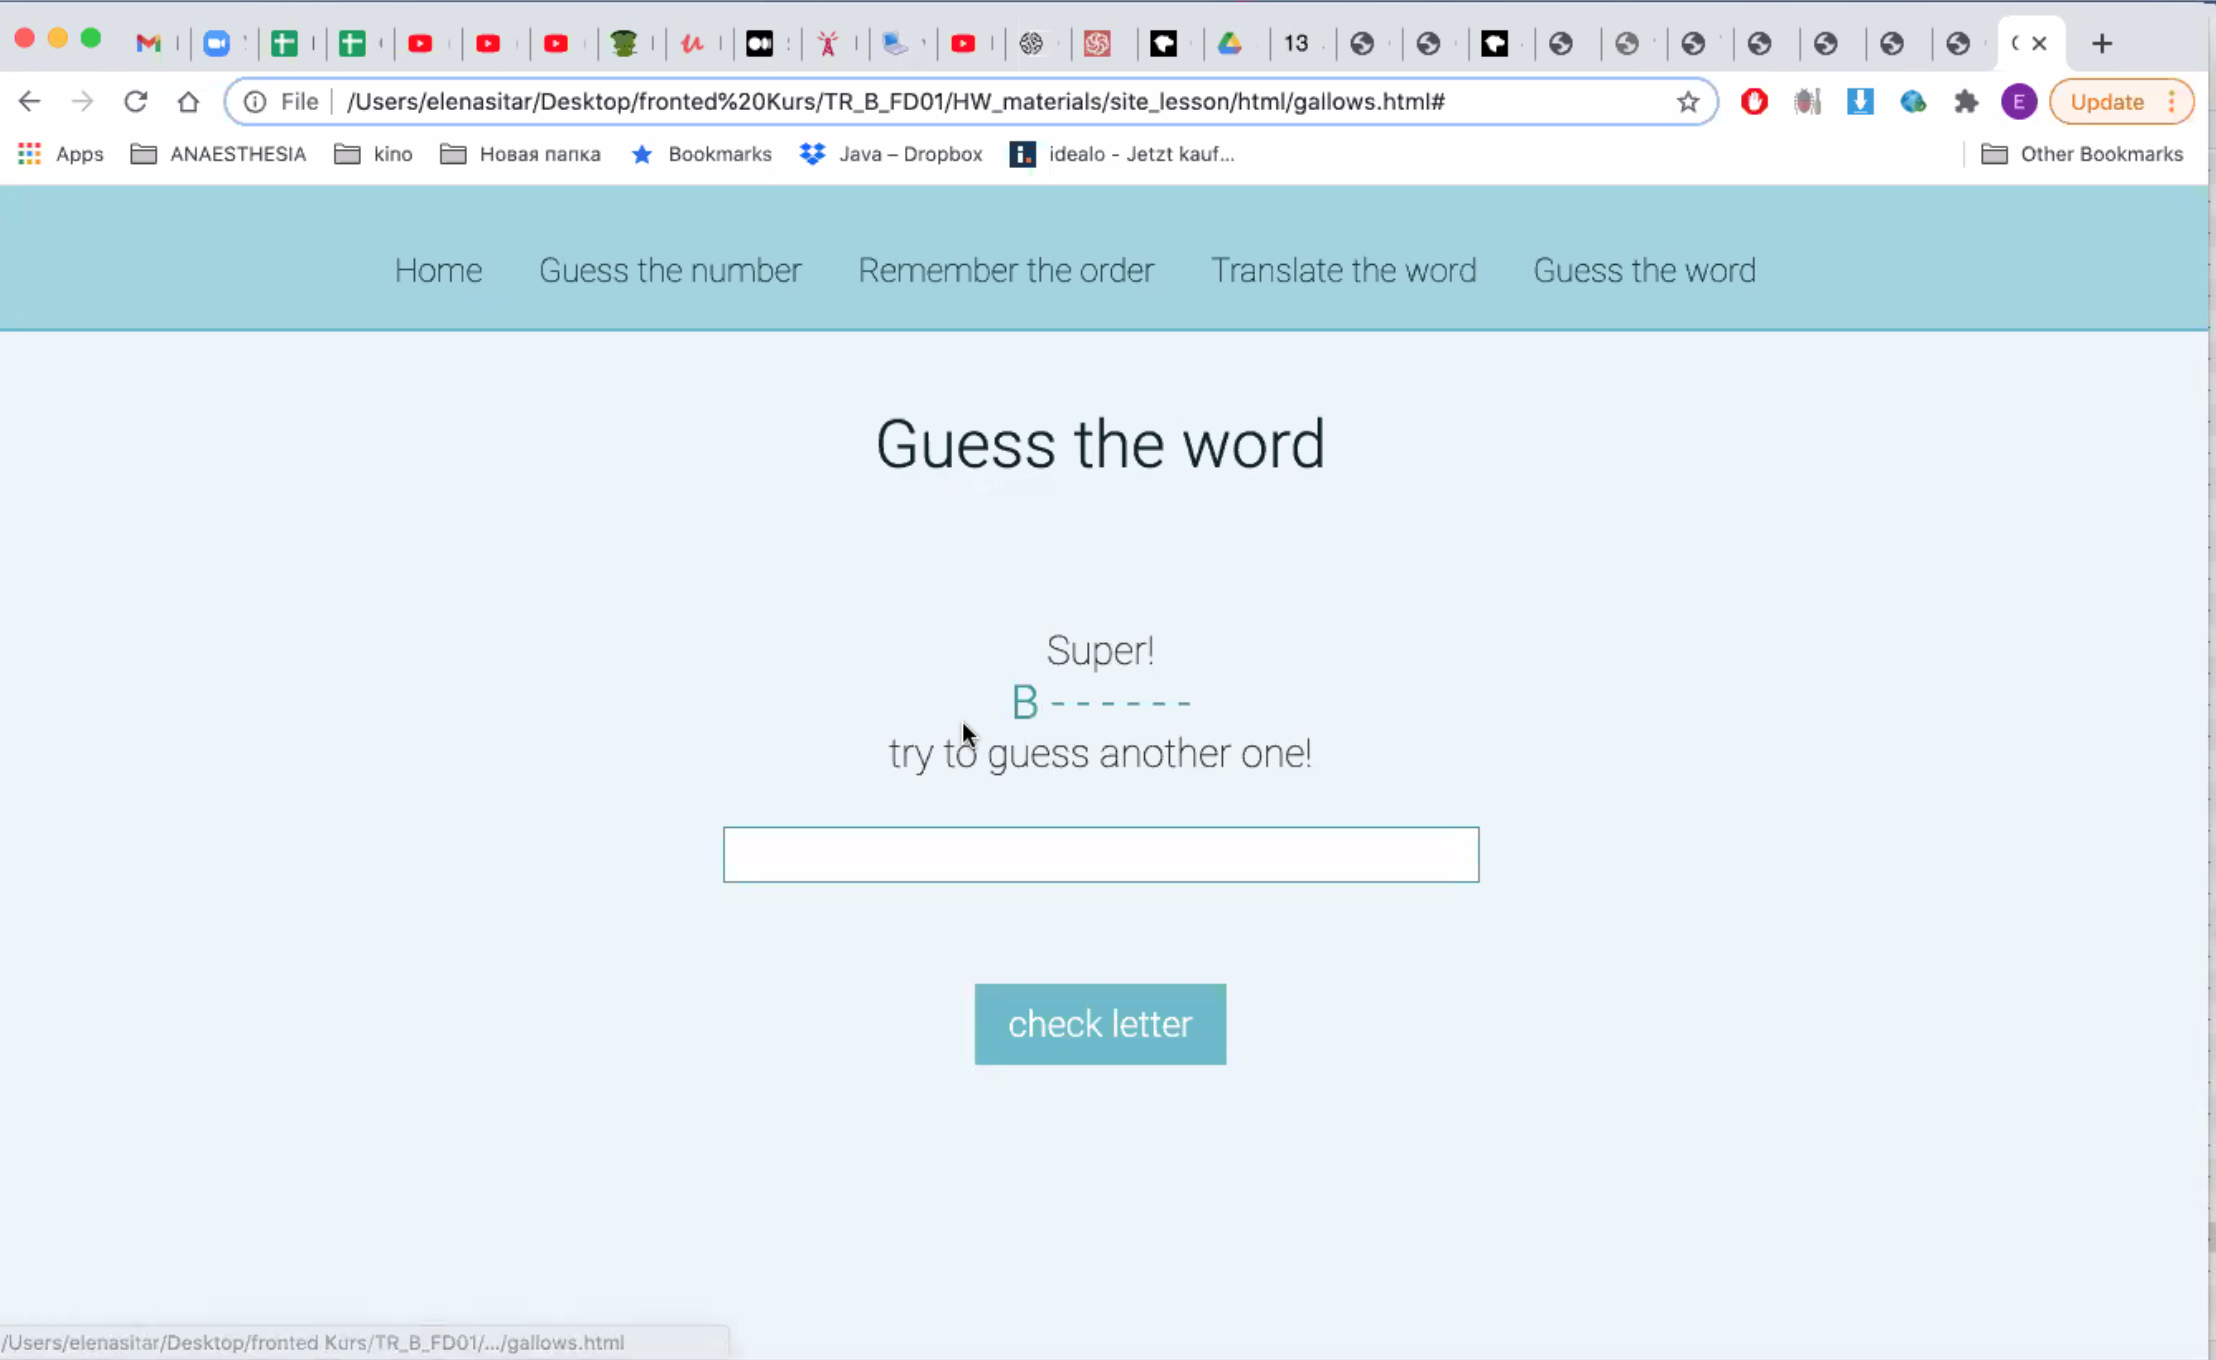 13
File /Users/elenasitar/Desktop/fronted%20Kurs/TR_B_FD01/HW_materials/site_lesson/html/gallows.html# E Update
Apps ANAESTHESIA kino Новая папка Bookmarks Java – Dropbox idealo - Jetzt kauf... Other Bookmarks
Home Guess the number Remember the order Translate the word Guess the word
Guess the word
Super!
B - - - - - -
try to guess another one!
check letter
/Users/elenasitar/Desktop/fronted Kurs/TR_B_FD01/.../gallows.html